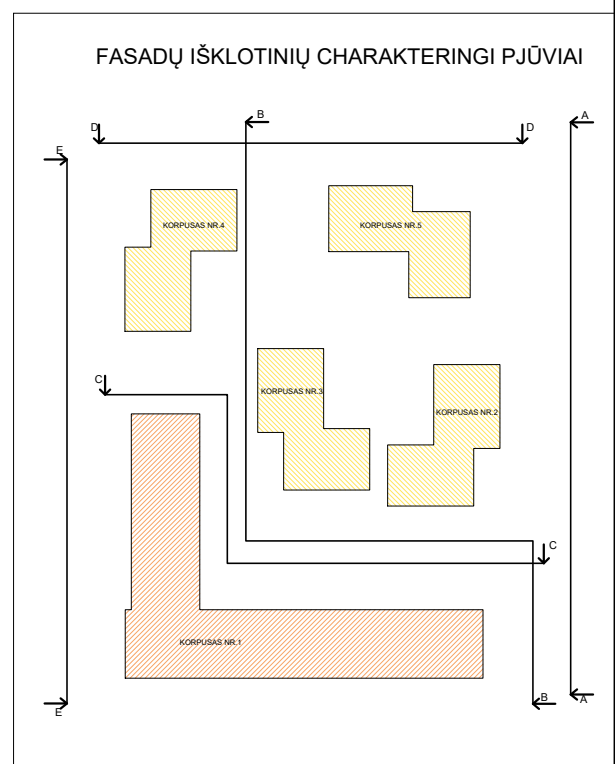 FASADŲ IŠKLOTINIŲ CHARAKTERINGI PJŪVIAI
B
A
D
D
E
KORPUSAS NR.4
KORPUSAS NR.5
C
KORPUSAS NR.3
KORPUSAS NR.2
C
KORPUSAS NR.1
B
A
E